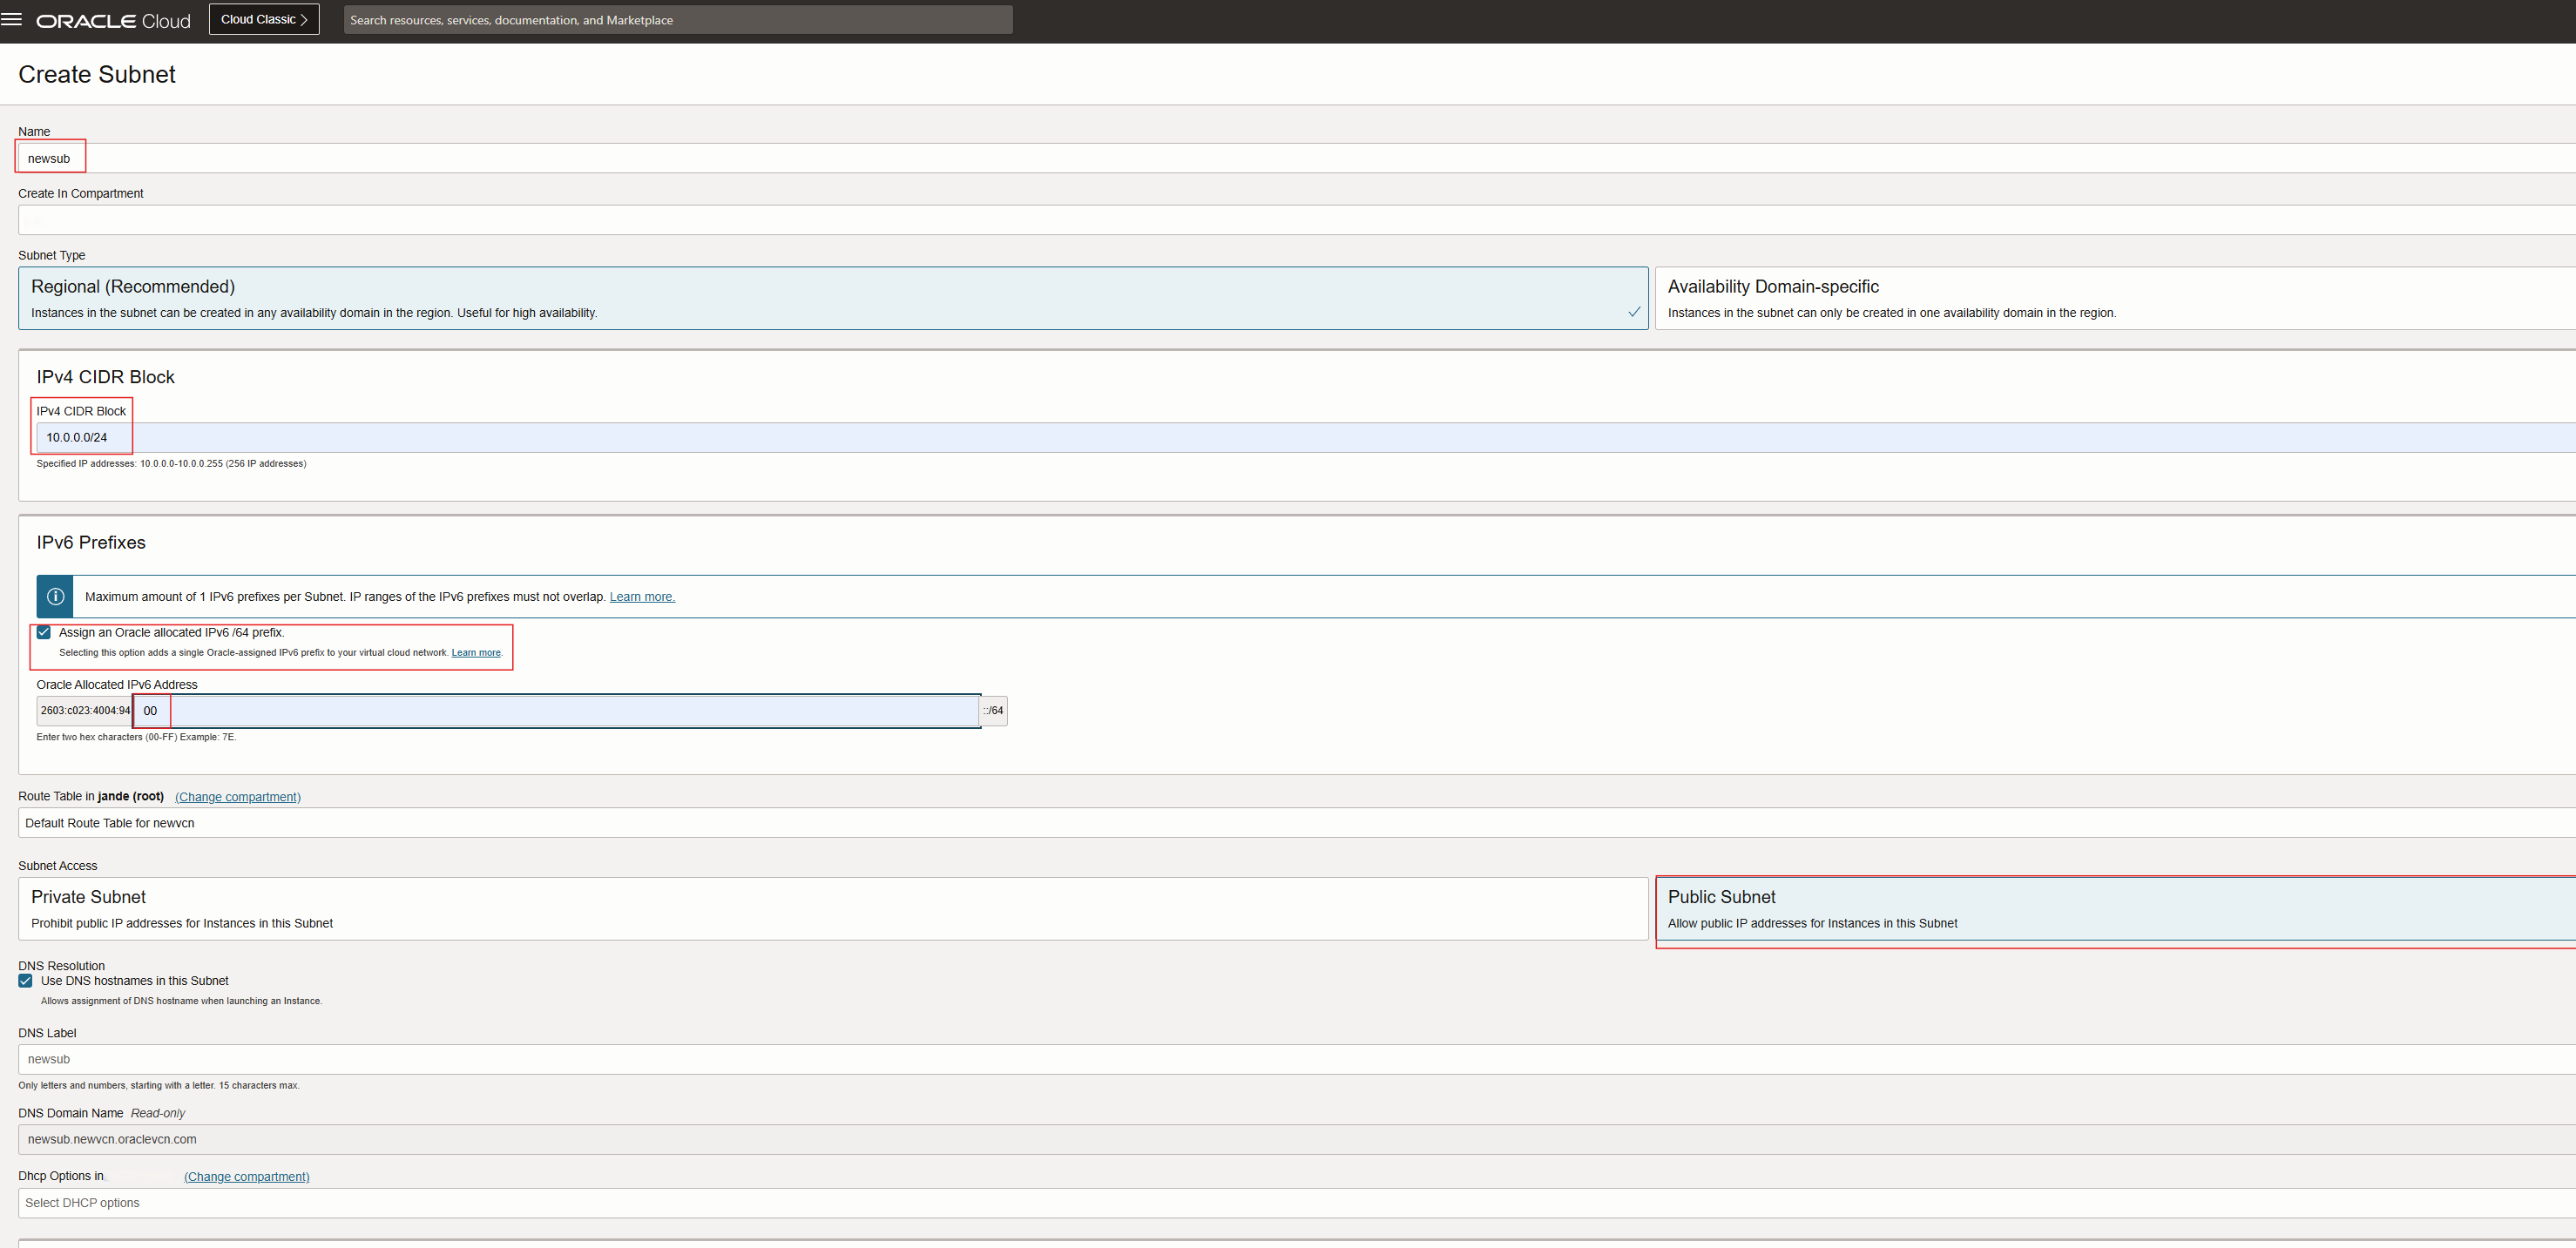 ORACLE Cloud
Cloud Classic
Search resources, services, documentation, and Marketplace
Create Subnet
Name
newsub
Create In Compartment
Subnet Type
Regional (Recommended)
Instances in the subnet can be created in any availability domain in the region. Useful for high availability.
Availability Domain-specific
Instances in the subnet can only be created in one availability domain in the region.
IPv4 CIDR Block
IPv4 CIDR Block
10.0.0.0/24
Specified IP addresses: 10.0.0.0-10.0.0.255 (256 IP addresses)
IPv6 Prefixes
Maximum amount of 1 IPv6 prefixes per Subnet. IP ranges of the IPv6 prefixes must not overlap. Learn more.
Assign an Oracle allocated IPv6 /64 prefix.
Selecting this option adds a single Oracle-assigned IPv6 prefix to your virtual cloud network. Learn more.
Oracle Allocated IPv6 Address
2603:c023:4004:94 00 ::/64
Enter two hex characters (00-FF) Example: 7E.
Route Table in jande (root) (Change compartment)
Default Route Table for newvcn
Subnet Access
Private Subnet
Prohibit public IP addresses for Instances in this Subnet
Public Subnet
Allow public IP addresses for Instances in this Subnet
DNS Resolution
Use DNS hostnames in this Subnet
Allows assignment of DNS hostname when launching an Instance.
DNS Label
newsub
Only letters and numbers, starting with a letter. 15 characters max.
DNS Domain Name Read-only
newsub.newvcn.oraclevcn.com
Dhcp Options in (Change compartment)
Select DHCP options